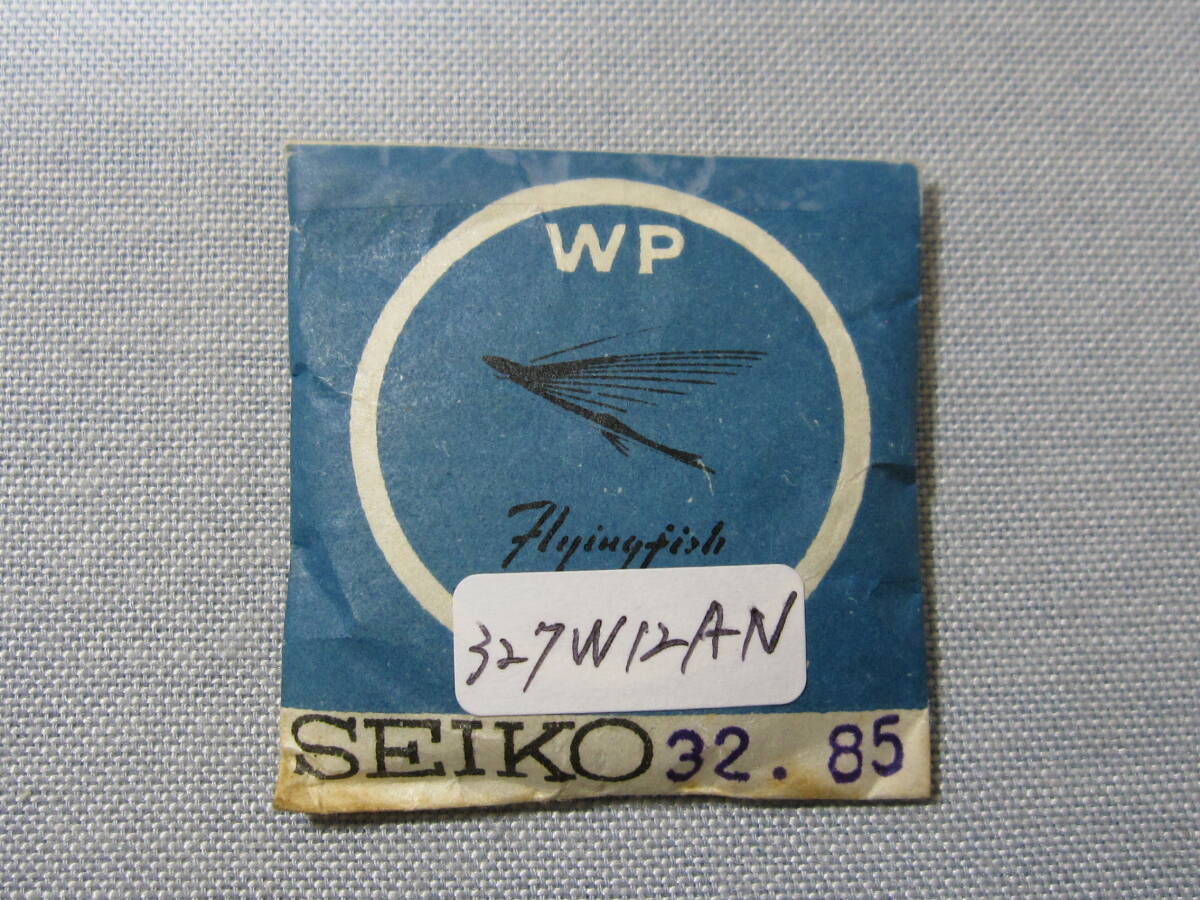 WP
Flyingfish
327W12AN
SEIKO 32.85